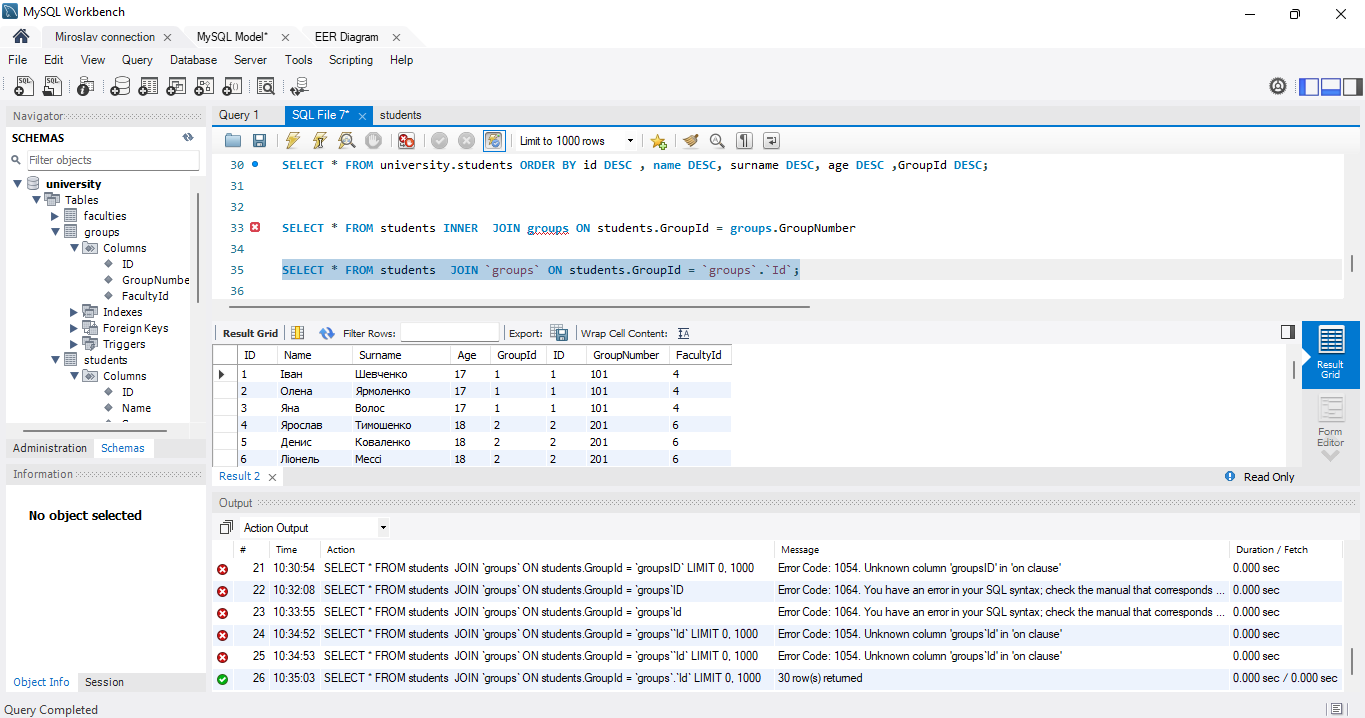 MySQL Workbench
Miroslav connection MySQL Model* EER Diagram
File Edit View Query Database Server Tools Scripting Help
Navigator
SCHEMAS
Filter objects
university
Tables
faculties
groups
Columns
ID
GroupNumbe
FacultyId
Indexes
Foreign Keys
Triggers
students
Columns
ID
Name
Administration Schemas
Information
No object selected
Object Info Session
Query 1 SQL File 7* students
Limit to 1000 rows
30 SELECT * FROM university.students ORDER BY id DESC , name DESC, surname DESC, age DESC ,GroupId DESC;
31
32
33 SELECT * FROM students INNER  JOIN groups ON students.GroupId = groups.GroupNumber
34
35 SELECT * FROM students  JOIN `groups` ON students.GroupId = `groups`.`Id`;
36
Result Grid Filter Rows: Export: Wrap Cell Content:
ID Name Surname Age GroupId ID GroupNumber FacultyId
1 Іван Шевченко 17 1 1 101 4
2 Олена Ярмоленко 17 1 1 101 4
3 Яна Волос 17 1 1 101 4
4 Ярослав Тимошенко 18 2 2 201 6
5 Денис Коваленко 18 2 2 201 6
6 Ліонель Мессі 18 2 2 201 6
Result Grid
Form Editor
Result 2 Read Only
Output
Action Output
# Time Action Message Duration / Fetch
21 10:30:54 SELECT * FROM students  JOIN `groups` ON students.GroupId = `groupsID` LIMIT 0, 1000 Error Code: 1054. Unknown column 'groupsID' in 'on clause' 0.000 sec
22 10:32:08 SELECT * FROM students  JOIN `groups` ON students.GroupId = `groups`ID Error Code: 1064. You have an error in your SQL syntax; check the manual that corresponds ... 0.000 sec
23 10:33:55 SELECT * FROM students  JOIN `groups` ON students.GroupId = `groups`Id Error Code: 1064. You have an error in your SQL syntax; check the manual that corresponds ... 0.000 sec
24 10:34:52 SELECT * FROM students  JOIN `groups` ON students.GroupId = `groups``Id` LIMIT 0, 1000 Error Code: 1054. Unknown column 'groups`Id' in 'on clause' 0.000 sec
25 10:34:53 SELECT * FROM students  JOIN `groups` ON students.GroupId = `groups``Id` LIMIT 0, 1000 Error Code: 1054. Unknown column 'groups`Id' in 'on clause' 0.000 sec
26 10:35:03 SELECT * FROM students  JOIN `groups` ON students.GroupId = `groups`.`Id` LIMIT 0, 1000 30 row(s) returned 0.000 sec / 0.000 sec
Query Completed